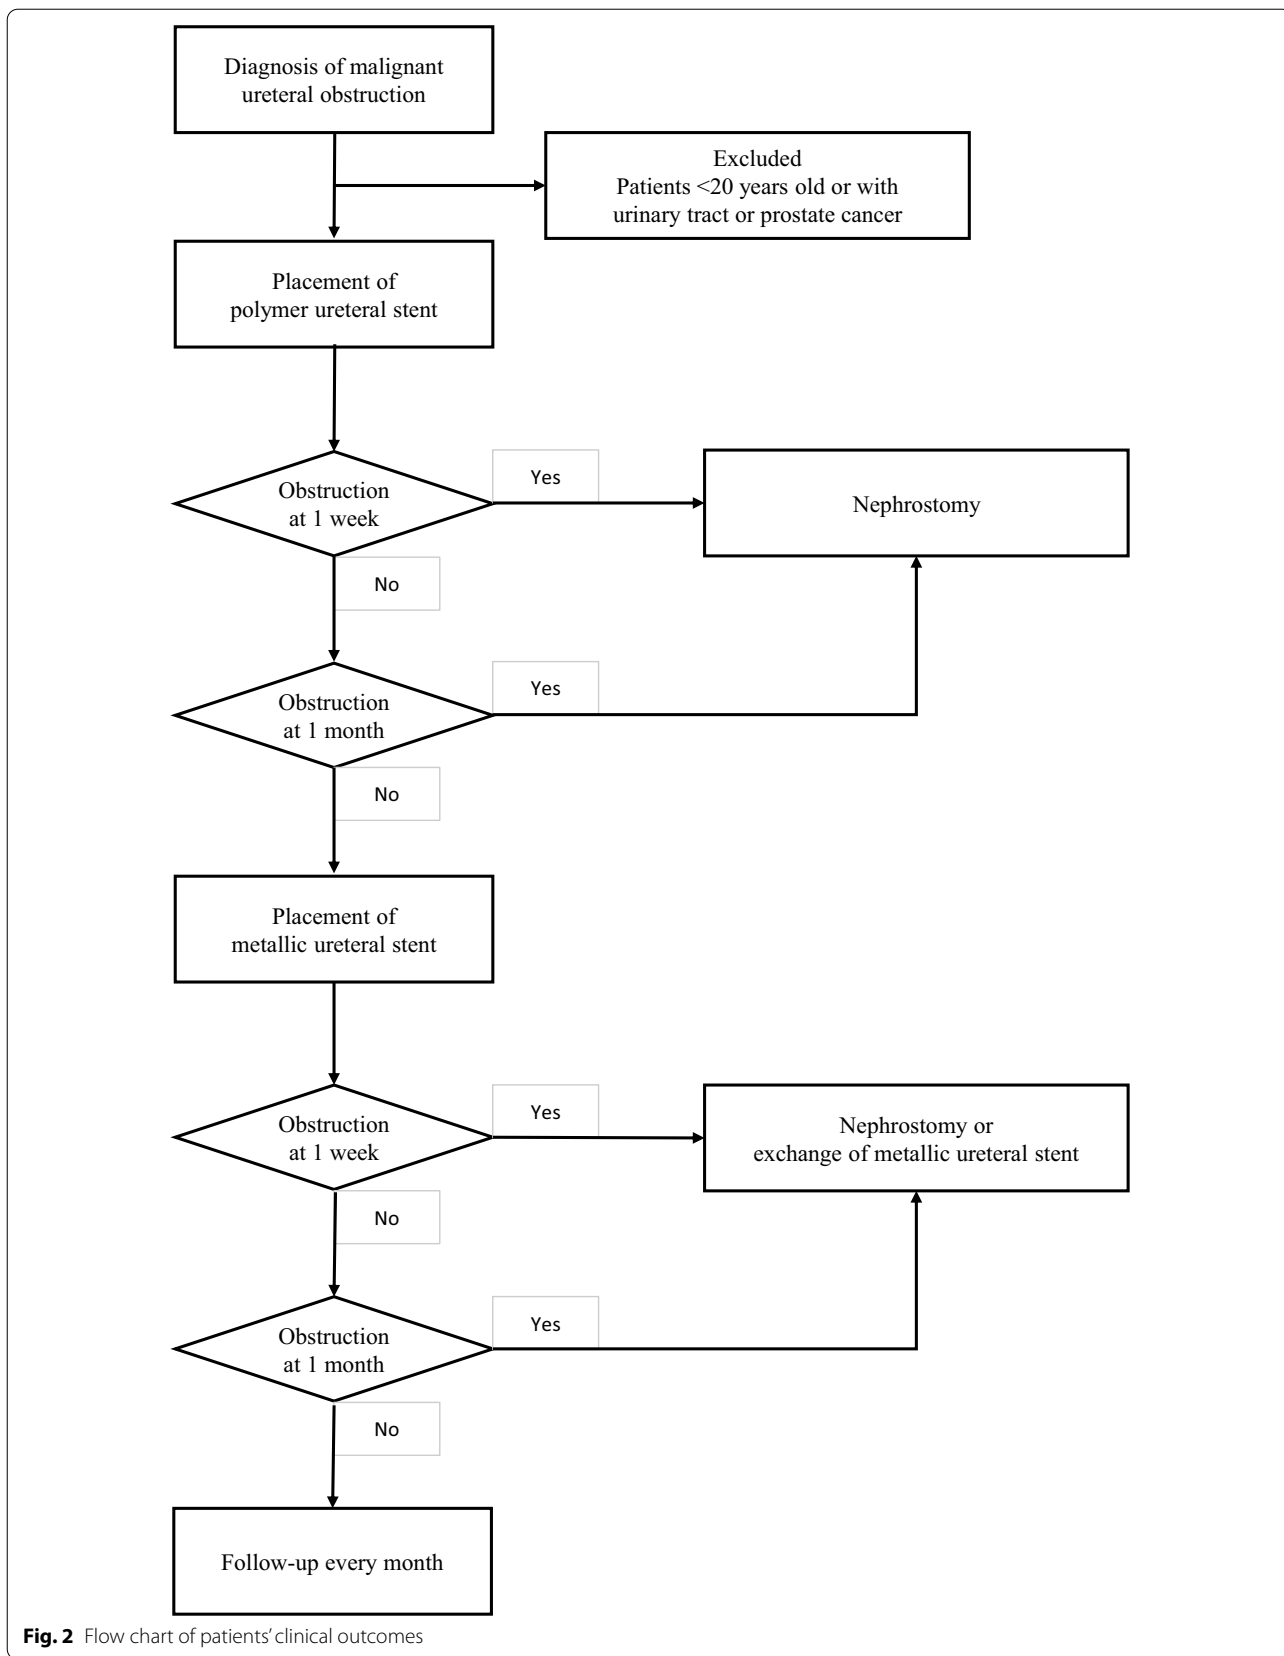 Diagnosis of malignant
ureteral obstruction
Excluded
Patients <20 years old or with
urinary tract or prostate cancer
Placement of
polymer ureteral stent
Obstruction
at 1 week
Yes
Nephrostomy
No
Obstruction
at 1 month
Yes
No
Placement of
metallic ureteral stent
Obstruction
at 1 week
Yes
Nephrostomy or
exchange of metallic ureteral stent
No
Obstruction
at 1 month
Yes
No
Follow-up every month
Fig. 2 Flow chart of patients’ clinical outcomes